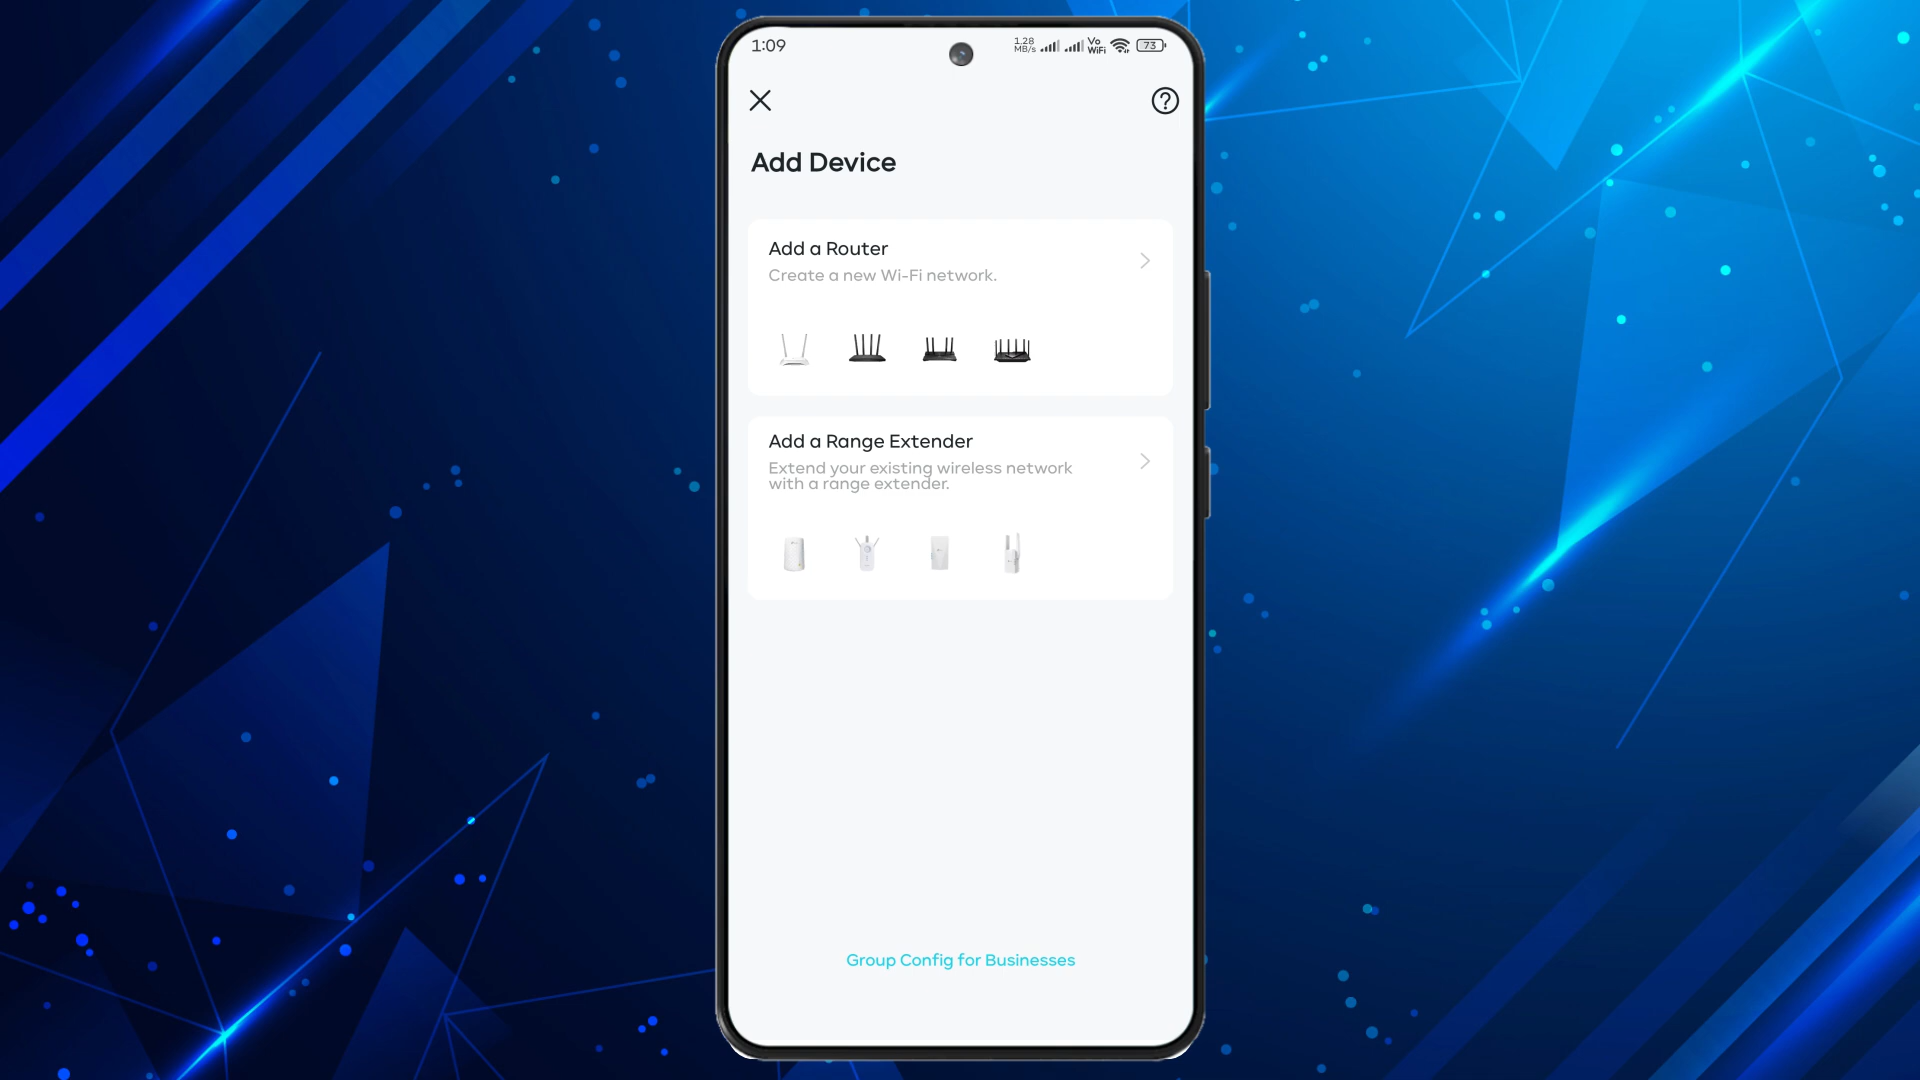 1:09
1.28
MB/s
Vo
WiFi
73
Add Device
Add a Router
Create a new Wi-Fi network.
Add a Range Extender
Extend your existing wireless network
with a range extender.
Group Config for Businesses